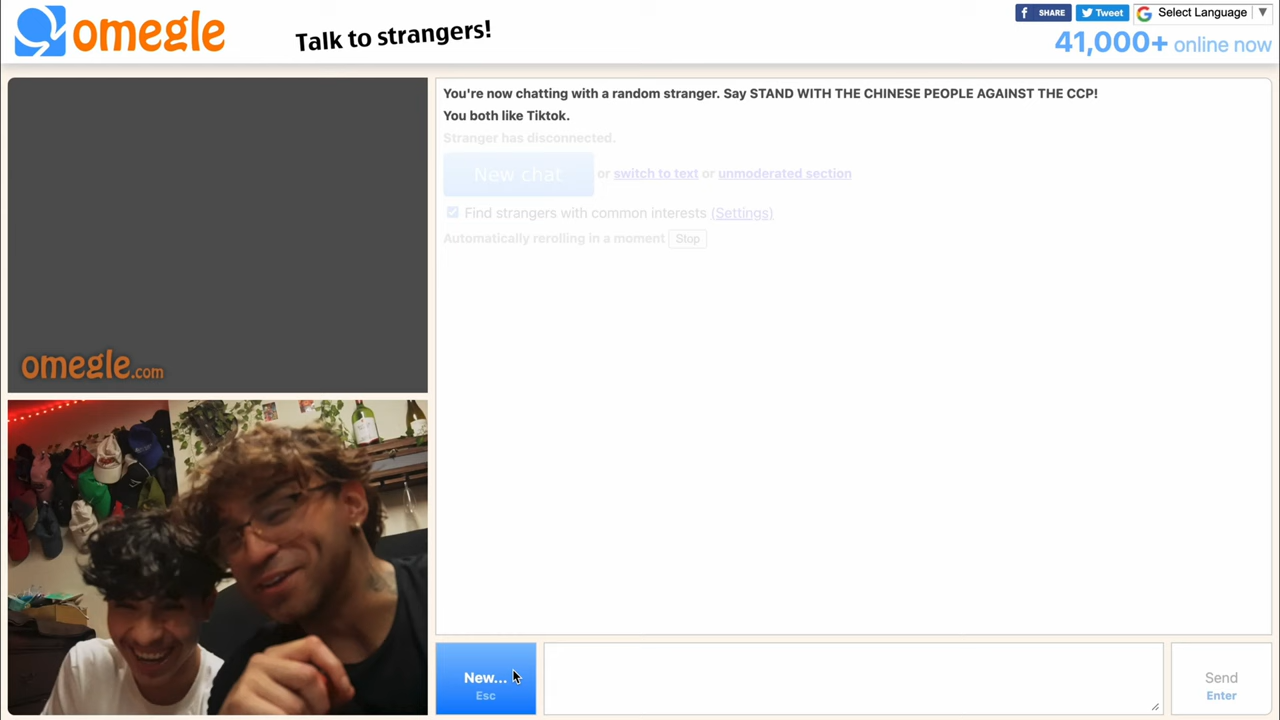 omegle
Talk to strangers!
f SHARE
Tweet
G Select Language ▼
41,000+ online now
You're now chatting with a random stranger. Say STAND WITH THE CHINESE PEOPLE AGAINST THE CCP!
You both like Tiktok.
Stranger has disconnected.
New chat or switch to text or unmoderated section
Find strangers with common interests (Settings)
Automatically rerolling in a moment Stop
omegle.com
New...
Esc
Send
Enter